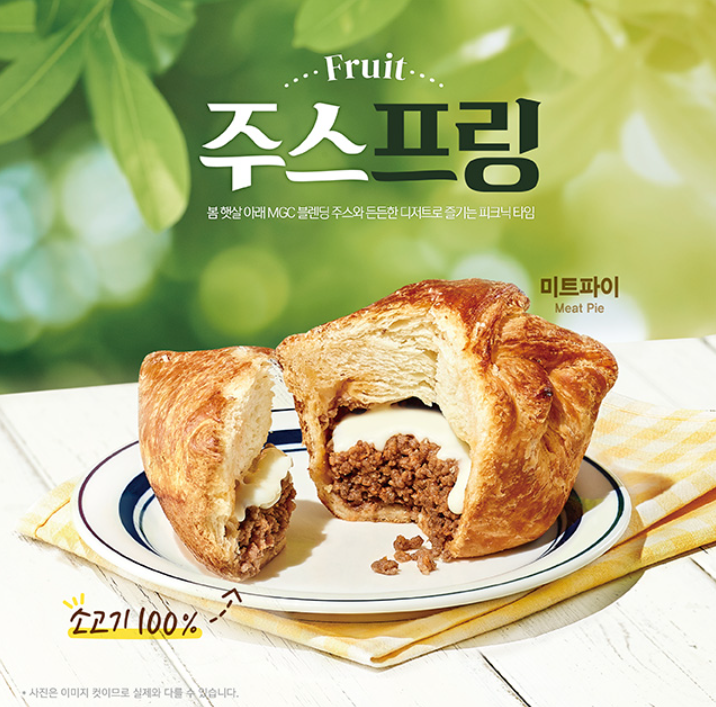 Fruit
주스프링
봄 햇살 아래 MGC 블렌딩 주스와 든든한 디저트로 즐기는 피크닉 타임
미트파이
Meat Pie
소고기 100%
* 사진은 이미지 컷이므로 실제와 다를 수 있습니다.